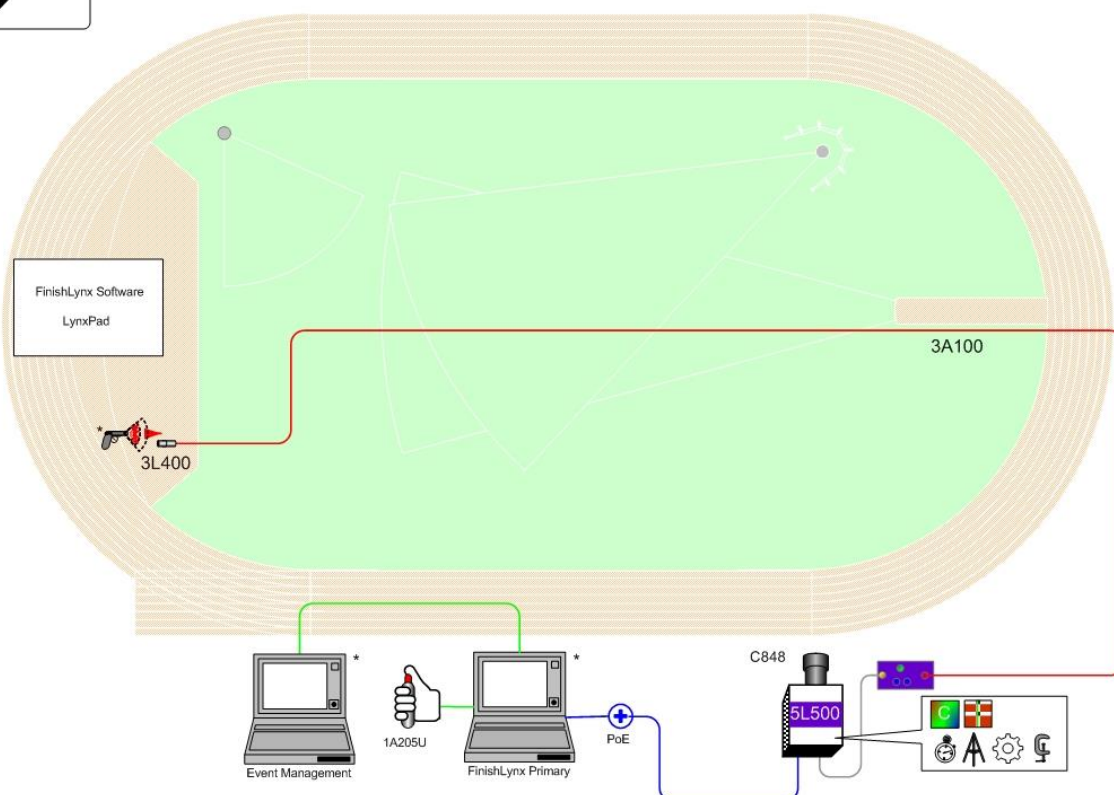 FinishLynx Software
LynxPad
3A100
*
3L400
*
*
C848
5L500
C
1A205U
PoE
Event Management
FinishLynx Primary